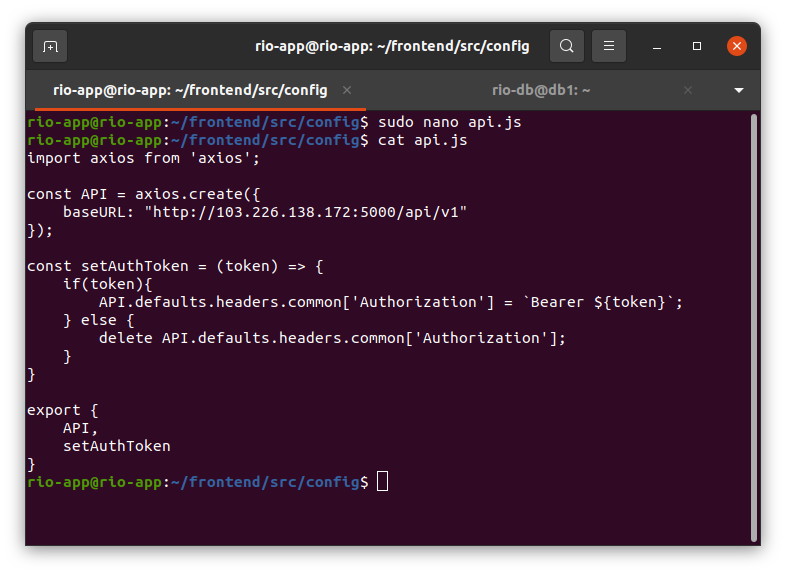 rio-app@rio-app: ~/frontend/src/config
rio-app@rio-app: ~/frontend/src/config
rio-db@db1: ~
rio-app@rio-app:~/frontend/src/config$ sudo nano api.js
rio-app@rio-app:~/frontend/src/config$ cat api.js
import axios from 'axios';

const API = axios.create({
    baseURL: "http://103.226.138.172:5000/api/v1"
});

const setAuthToken = (token) => {
    if(token){
        API.defaults.headers.common['Authorization'] = `Bearer ${token}`;
    } else {
        delete API.defaults.headers.common['Authorization'];
    }
}

export {
    API,
    setAuthToken
}
rio-app@rio-app:~/frontend/src/config$